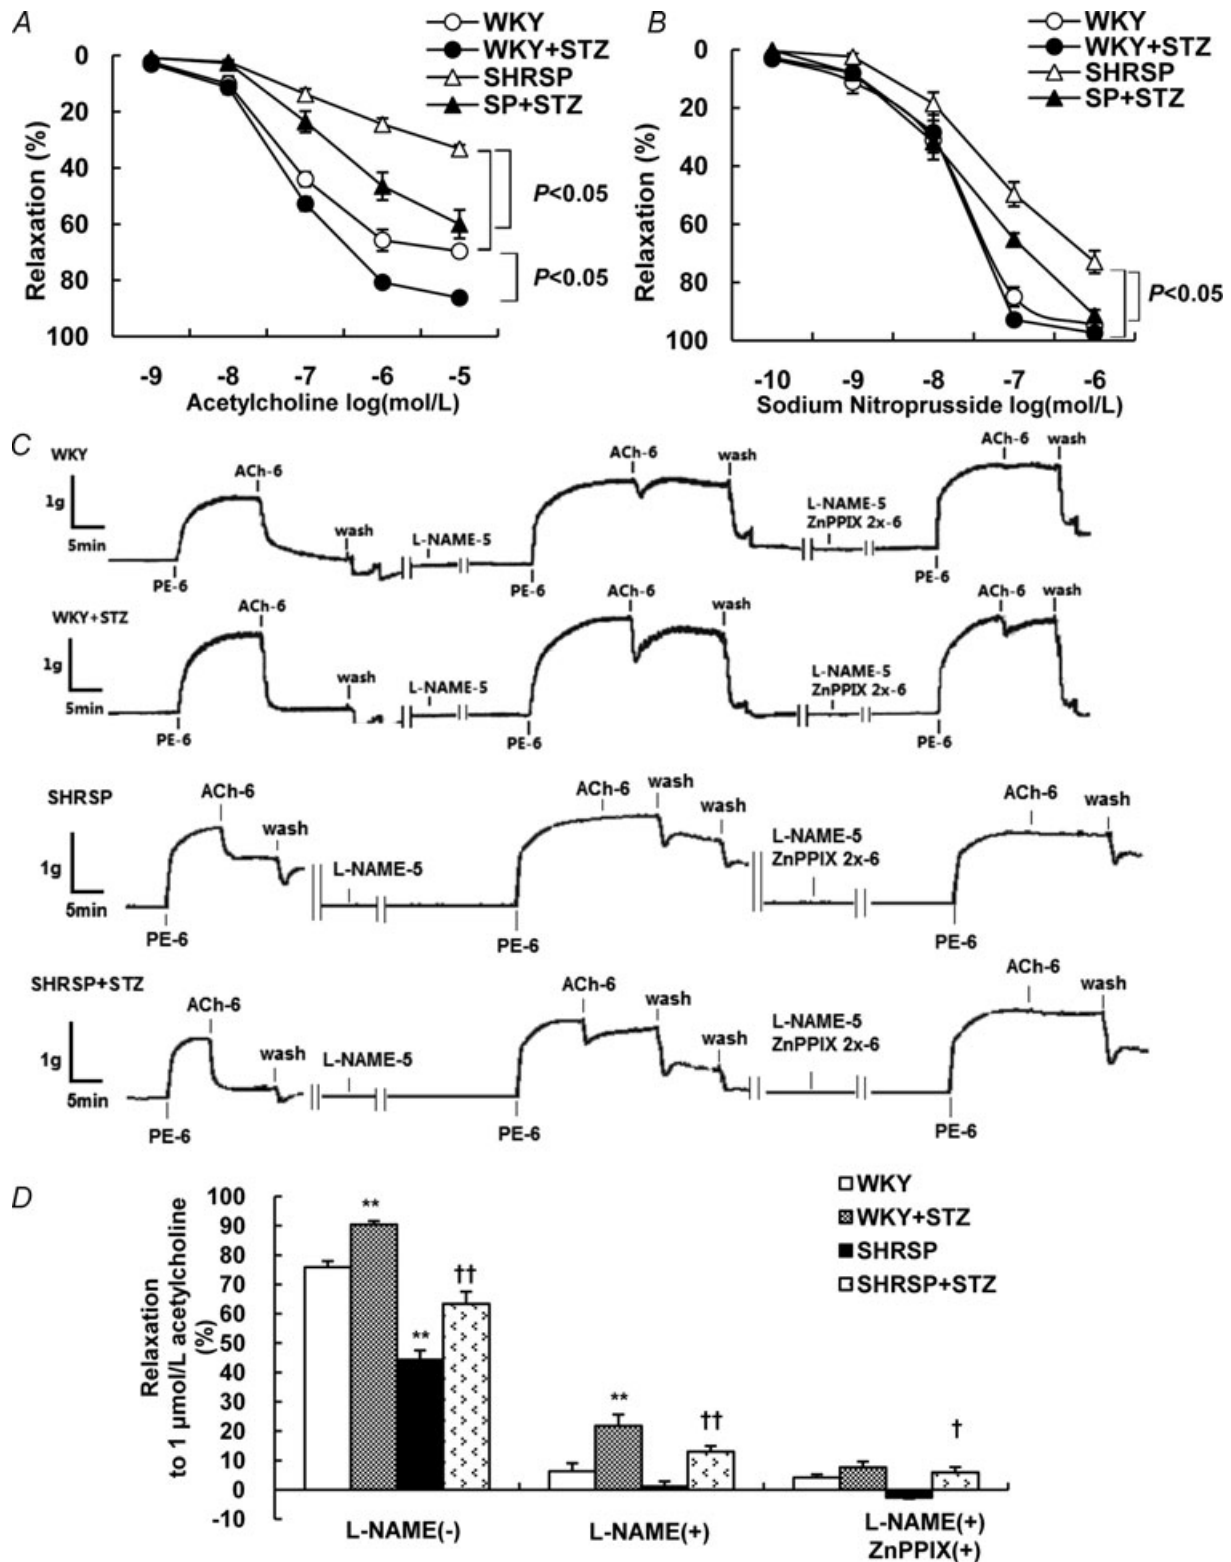 A
WKY
WKY+STZ
SHRSP
SP+STZ
0
20
40
60
80
100
Relaxation (%)
P<0.05
P<0.05
-9 -8 -7 -6 -5
Acetylcholine log(mol/L)
B
WKY
WKY+STZ
SHRSP
SP+STZ
0
20
40
60
80
100
Relaxation (%)
P<0.05
-10 -9 -8 -7 -6
Sodium Nitroprusside log(mol/L)
C
WKY
1g
5min
PE-6
ACh-6
wash
L-NAME-5
PE-6
ACh-6
wash
L-NAME-5
ZnPPIX 2x-6
PE-6
ACh-6
wash
WKY+STZ
1g
5min
PE-6
ACh-6
wash
L-NAME-5
PE-6
ACh-6
wash
L-NAME-5
ZnPPIX 2x-6
PE-6
ACh-6
wash
SHRSP
1g
5min
PE-6
ACh-6
wash
L-NAME-5
PE-6
ACh-6
wash
wash
L-NAME-5
ZnPPIX 2x-6
PE-6
ACh-6
wash
SHRSP+STZ
1g
5min
PE-6
ACh-6
wash
L-NAME-5
PE-6
ACh-6
wash
wash
L-NAME-5
ZnPPIX 2x-6
PE-6
ACh-6
wash
D
WKY
WKY+STZ
SHRSP
SHRSP+STZ
Relaxation
to 1 µmol/L acetylcholine
(%)
100
90
80
70
60
50
40
30
20
10
0
-10
**
**
††
**
††
†
L-NAME(-)
L-NAME(+)
L-NAME(+)
ZnPPIX(+)